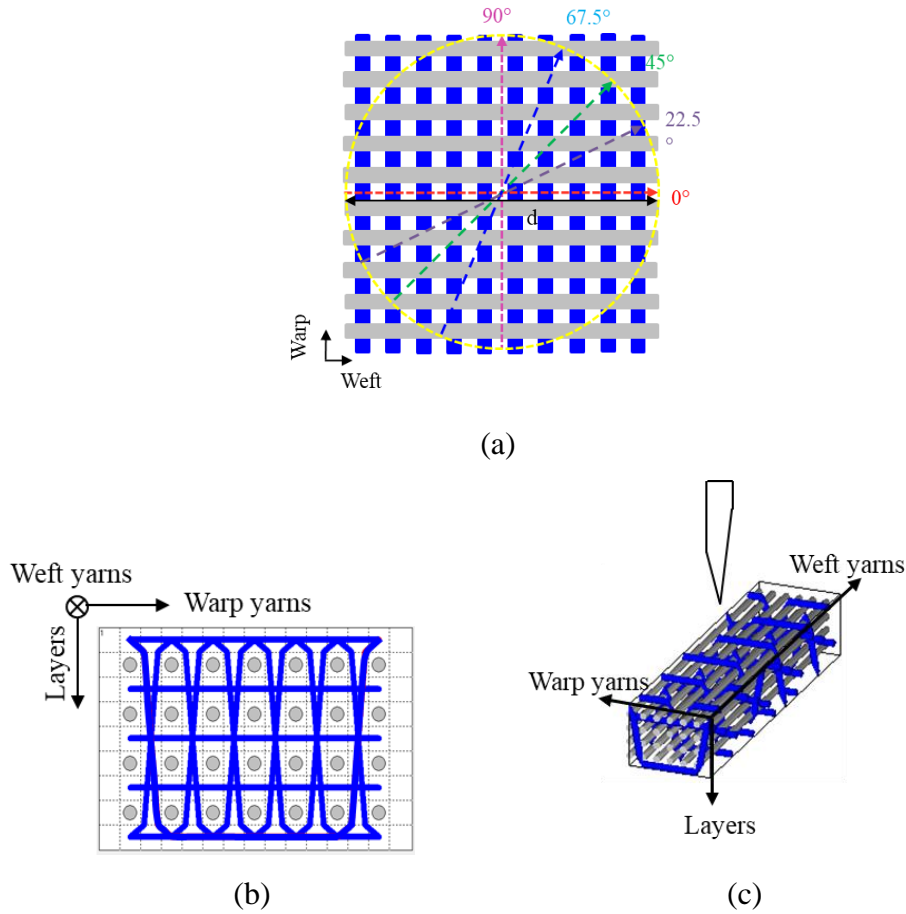 90°
67.5°
45°
22.5
°
0°
d
Warp
Weft
(a)
Weft yarns
Warp yarns
Layers
1
(b)
Weft yarns
Warp yarns
Layers
(c)